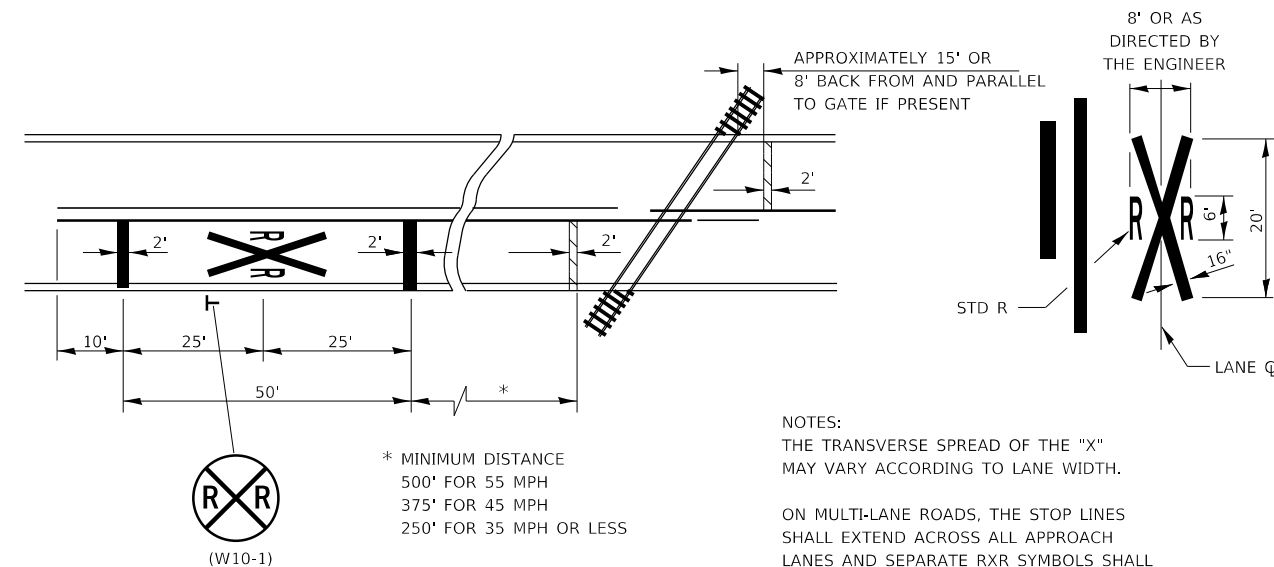 APPROXIMATELY 15' OR
8' BACK FROM AND PARALLEL
TO GATE IF PRESENT
8' OR AS
DIRECTED BY
THE ENGINEER
2'
2'
R
R
2'
2'
10'
25'
25'
50'
*
R R
(W10-1)
* MINIMUM DISTANCE
500' FOR 55 MPH
375' FOR 45 MPH
250' FOR 35 MPH OR LESS
R R
6'
20'
16"
STD R
LANE ℄
NOTES:
THE TRANSVERSE SPREAD OF THE "X"
MAY VARY ACCORDING TO LANE WIDTH.
ON MULTI-LANE ROADS, THE STOP LINES
SHALL EXTEND ACROSS ALL APPROACH
LANES AND SEPARATE RXR SYMBOLS SHALL